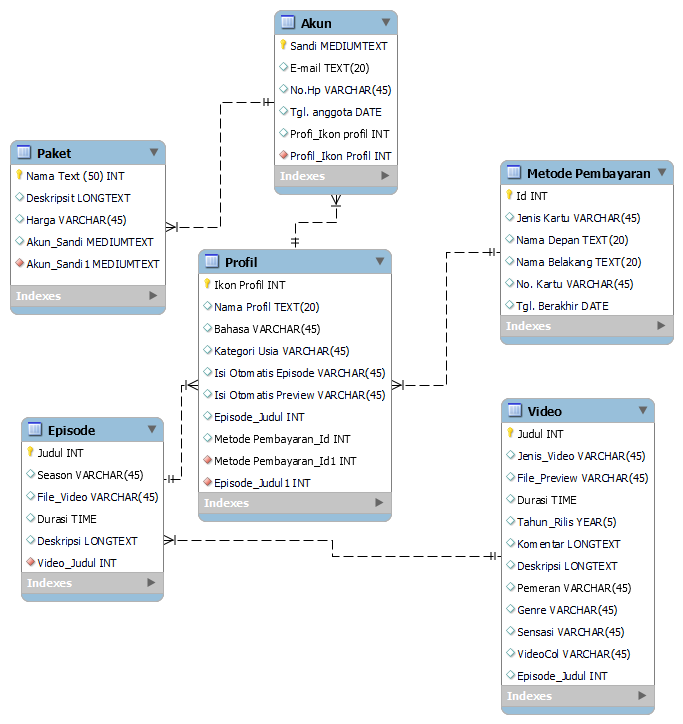 Akun
Sandi MEDIUMTEXT
E-mail TEXT(20)
No.Hp VARCHAR(45)
Tgl. anggota DATE
Profi_Ikon profil INT
Profil_Ikon Profil INT
Indexes
Paket
Nama Text (50) INT
Deskripsit LONGTEXT
Harga VARCHAR(45)
Akun_Sandi MEDIUMTEXT
Akun_Sandi1 MEDIUMTEXT
Indexes
Metode Pembayaran
Id INT
Jenis Kartu VARCHAR(45)
Nama Depan TEXT(20)
Nama Belakang TEXT(20)
No. Kartu VARCHAR(45)
Tgl. Berakhir DATE
Indexes
Profil
Ikon Profil INT
Nama Profil TEXT(20)
Bahasa VARCHAR(45)
Kategori Usia VARCHAR(45)
Isi Otomatis Episode VARCHAR(45)
Isi Otomatis Preview VARCHAR(45)
Episode_Judul INT
Metode Pembayaran_Id INT
Metode Pembayaran_Id1 INT
Episode_Judul1 INT
Indexes
Episode
Judul INT
Season VARCHAR(45)
File_Video VARCHAR(45)
Durasi TIME
Deskripsi LONGTEXT
Video_Judul INT
Indexes
Video
Judul INT
Jenis_Video VARCHAR(45)
File_Preview VARCHAR(45)
Durasi TIME
Tahun_Rilis YEAR(5)
Komentar LONGTEXT
Deskripsi LONGTEXT
Pemeran VARCHAR(45)
Genre VARCHAR(45)
Sensasi VARCHAR(45)
VideoCol VARCHAR(45)
Episode_Judul INT
Indexes